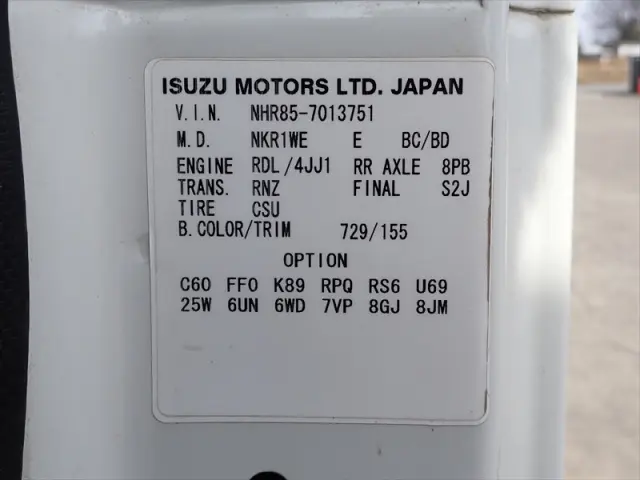 ISUZU MOTORS LTD. JAPAN
V.I.N. NHR85-7013751
M.D. NKR1WE E BC/BD
ENGINE RDL/4JJ1 RR AXLE 8PB
TRANS. RNZ FINAL S2J
TIRE CSU
B.COLOR/TRIM 729/155
OPTION
C60 FF0 K89 RPQ RS6 U69
25W 6UN 6WD 7VP 8GJ 8JM